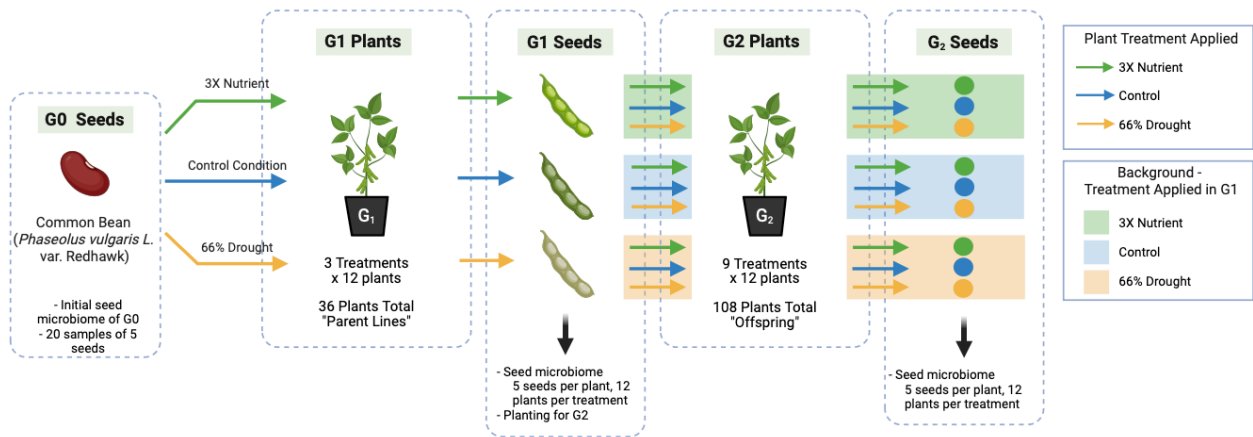 G0 Seeds
Common Bean
(Phaseolus vulgaris L.
var. Redhawk)
- Initial seed
microbiome of G0
- 20 samples of 5
seeds
3X Nutrient
Control Condition
66% Drought
G1 Plants
G₁
3 Treatments
x 12 plants
36 Plants Total
"Parent Lines"
G1 Seeds
- Seed microbiome
5 seeds per plant, 12
plants per treatment
- Planting for G2
G2 Plants
G₂
9 Treatments
x 12 plants
108 Plants Total
"Offspring"
G₂ Seeds
- Seed microbiome
5 seeds per plant, 12
plants per treatment
Plant Treatment Applied
3X Nutrient
Control
66% Drought
Background -
Treatment Applied in G1
3X Nutrient
Control
66% Drought